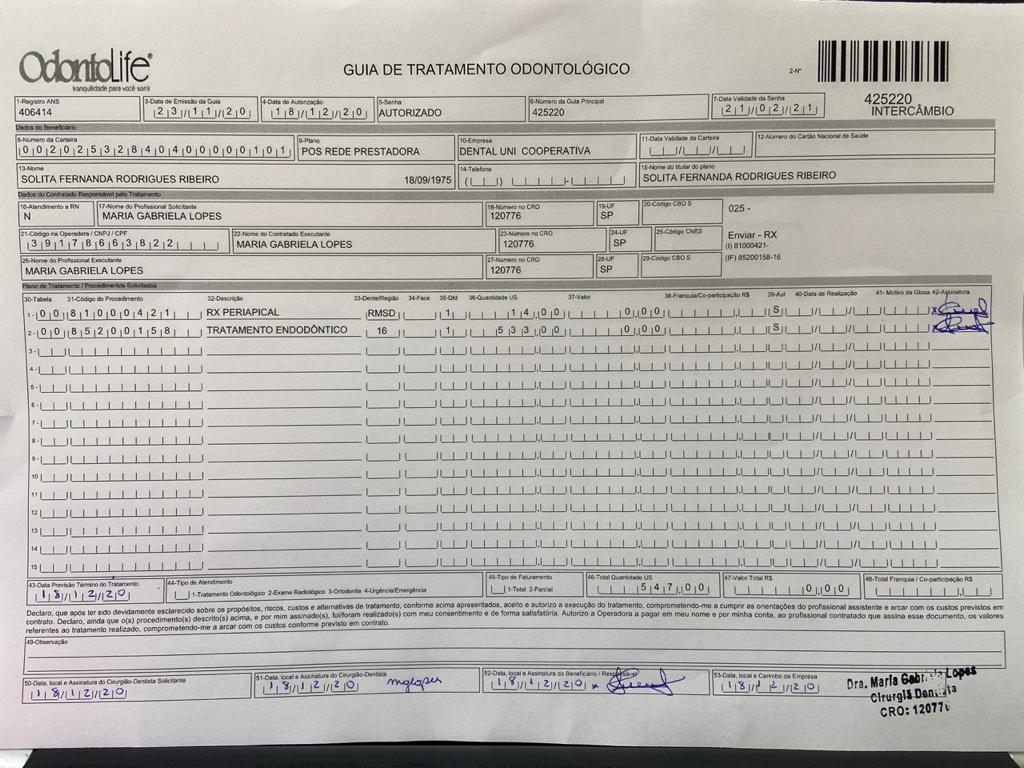 OdontoLife
tranquilidade para você sorrir
GUIA DE TRATAMENTO ODONTOLÓGICO
2-Nº
425220
INTERCÂMBIO
1-Registro ANS
406414
3-Data de Emissão da Guia
23/11/20
4-Data de Autorização
18/12/20
5-Senha
AUTORIZADO
6-Número da Guia Principal
425220
7-Data Validade da Senha
21/02/21
Dados do Beneficiário
8-Número da Carteira
00202532840400000101
9-Plano
POS REDE PRESTADORA
10-Empresa
DENTAL UNI COOPERATIVA
11-Data Validade da Carteira
12-Número do Cartão Nacional de Saúde
13-Nome
SOLITA FERNANDA RODRIGUES RIBEIRO 18/09/1975
14-Telefone
15-Nome do titular do plano
SOLITA FERNANDA RODRIGUES RIBEIRO
Dados do Contratado Responsável pelo Tratamento
16-Atendimento a RN
N
17-Nome do Profissional Solicitante
MARIA GABRIELA LOPES
18-Número no CRO
120776
19-UF
SP
20-Código CBO S
025 -
21-Código na Operadora / CNPJ / CPF
39178663822
22-Nome do Contratado Executante
MARIA GABRIELA LOPES
23-Número no CRO
120776
24-UF
SP
25-Código CNES
Enviar - RX
(I) 81000421-
(IF) 85200158-16
26-Nome do Profissional Executante
MARIA GABRIELA LOPES
27-Número no CRO
120776
28-UF
SP
29-Código CBO S
Plano de Tratamento / Procedimentos Solicitados
30-Tabela 31-Código do Procedimento 32-Descrição 33-Dente/Região 34-Face 35-Qtd 36-Quantidade US 37-Valor 38-Franquia/Co-participação R$ 39-Aut 40-Data de Realização 41- Motivo da Glosa 42-Assinatura
1- 00 81000421 RX PERIAPICAL RMSD 1 14,00 0,00 S x
2- 00 85200158 TRATAMENTO ENDODÔNTICO 16 1 533,00 0,00 S x
3-
4-
5-
6-
7-
8-
9-
10
11
12
13
14
15
43-Data Previsão Término do Tratamento
18/12/20
44-Tipo de Atendimento
1-Tratamento Odontológico 2-Exame Radiológico 3-Ortodontia 4-Urgência/Emergência
45-Tipo de Faturamento
1-Total 2-Parcial
46-Total Quantidade US
547,00
47-Valor Total R$
0,00
48-Total Franquia / Co-participação R$
Declaro, que após ter sido devidamente esclarecido sobre os propósitos, riscos, custos e alternativas de tratamento, conforme acima apresentados, aceito e autorizo a execução do tratamento, comprometendo-me a cumprir as orientações do profissional assistente e arcar com os custos previstos em
contrato. Declaro, ainda que o(s) procedimento(s) descrito(s) acima, e por mim assinado(s), foi/foram realizado(s) com meu consentimento e de forma satisfatória. Autorizo a Operadora a pagar em meu nome e por minha conta, ao profissional contratado que assina esse documento, os valores
referentes ao tratamento realizado, comprometendo-me a arcar com os custos conforme previsto em contrato.
49-Observação
50-Data, local e Assinatura do Cirurgião-Dentista Solicitante
18/12/20
51-Data, local e Assinatura do Cirurgião-Dentista
18/12/20 mglopes
52-Data, local e Assinatura do Beneficiário / Responsável
18/12/20 x
53-Data, local e Carimbo da Empresa
18/12/20
Dra. Maria Gabriela Lopes
Cirurgiã Dentista
CRO: 120776